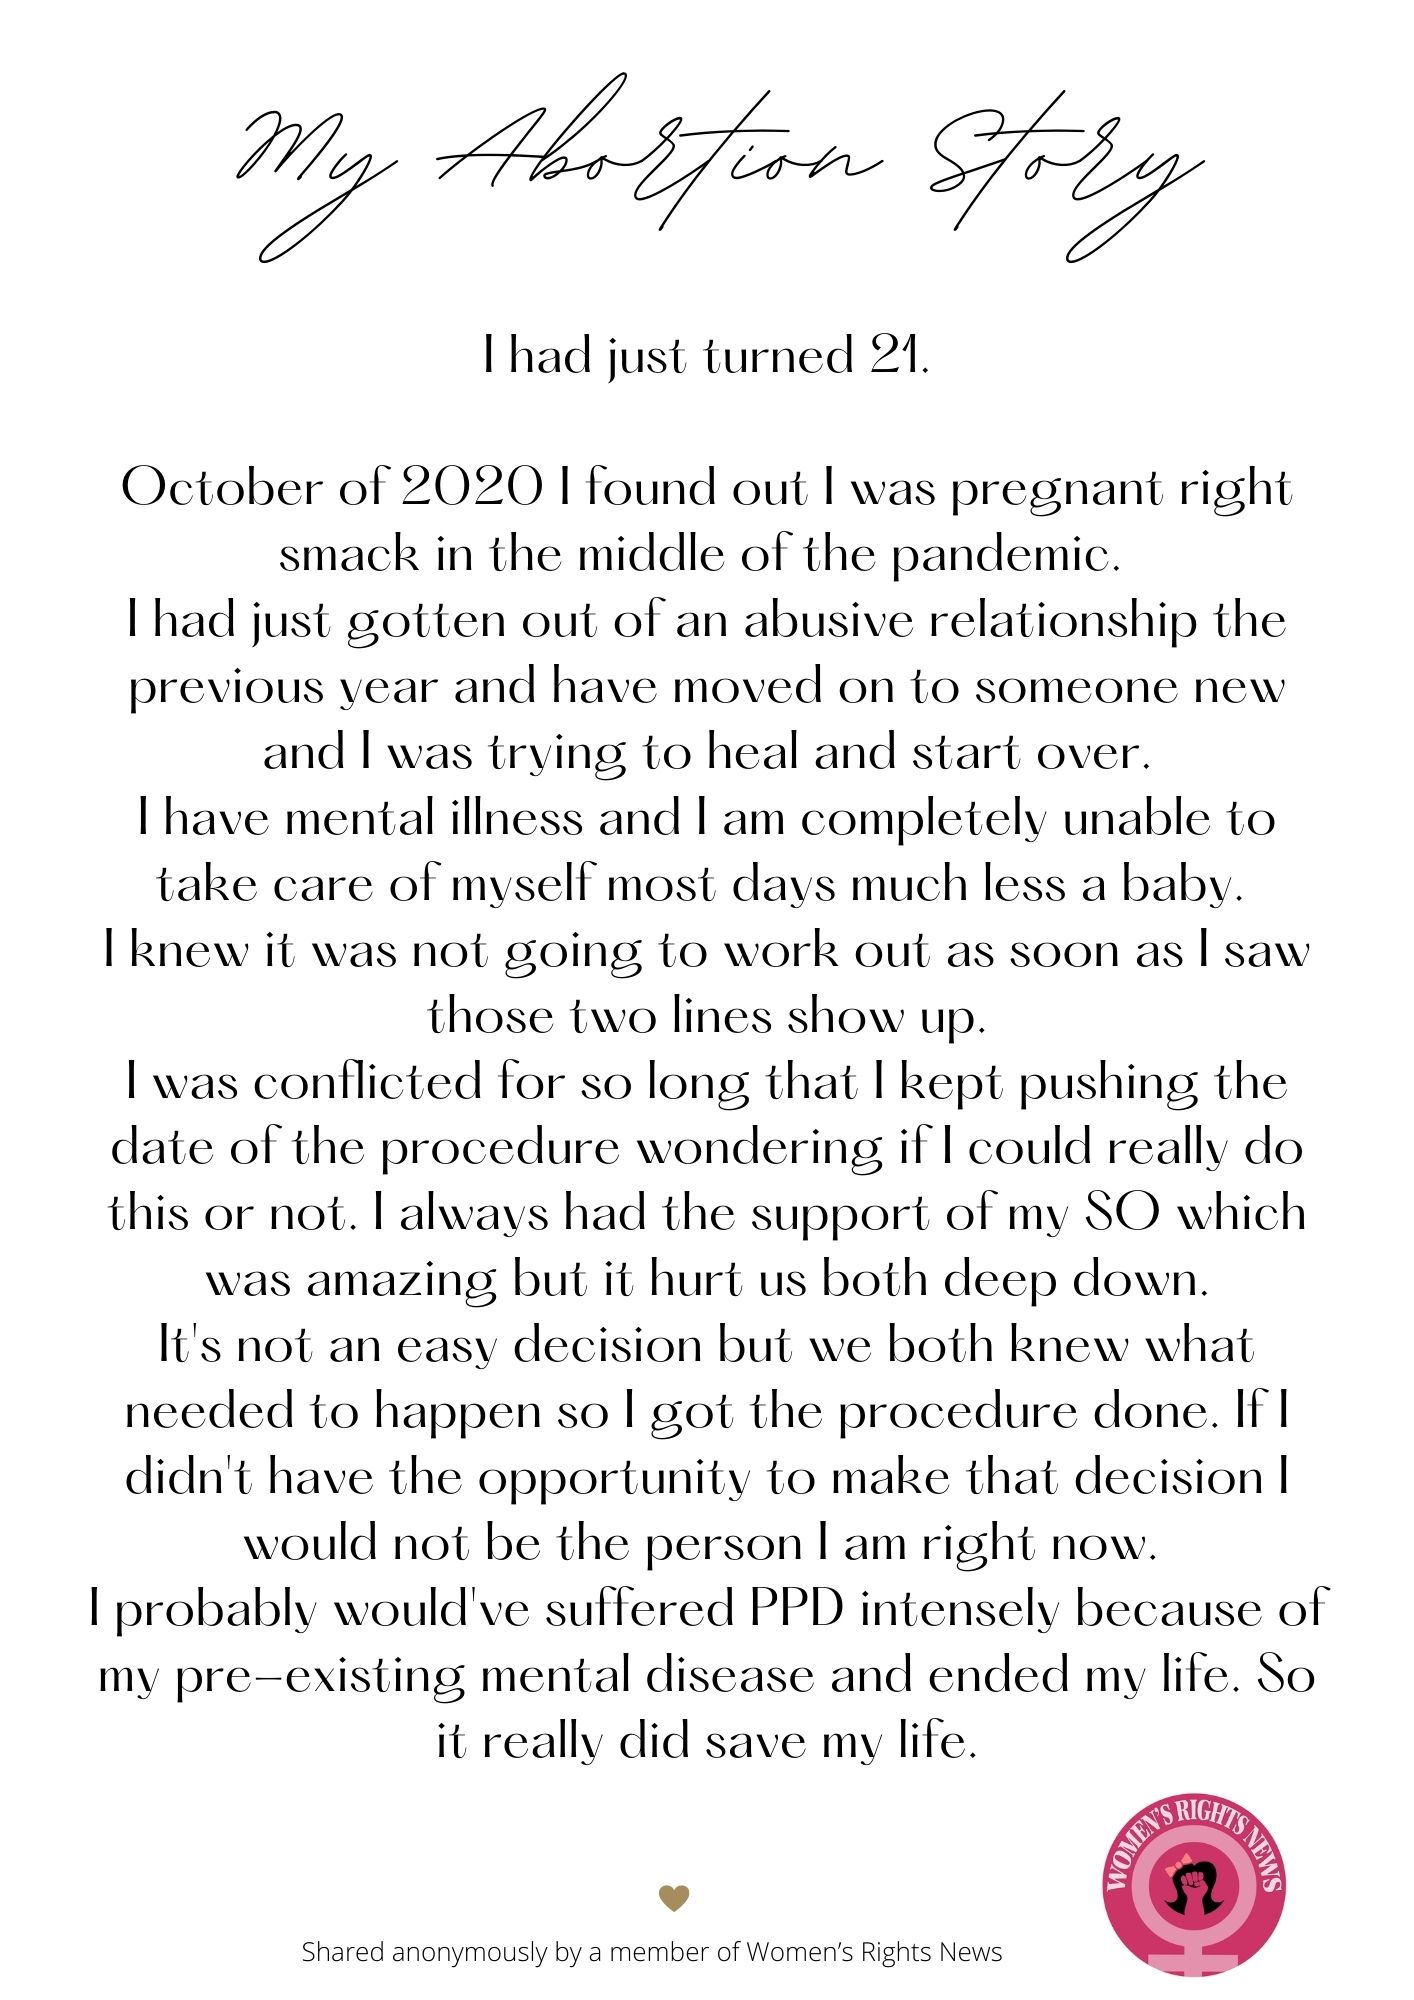 My Abortion Story
I had just turned 21.
October of 2020 I found out I was pregnant right
smack in the middle of the pandemic.
I had just gotten out of an abusive relationship the
previous year and have moved on to someone new
and I was trying to heal and start over.
I have mental illness and I am completely unable to
take care of myself most days much less a baby.
I knew it was not going to work out as soon as I saw
those two lines show up.
I was conflicted for so long that I kept pushing the
date of the procedure wondering if I could really do
this or not. I always had the support of my SO which
was amazing but it hurt us both deep down.
It's not an easy decision but we both knew what
needed to happen so I got the procedure done. If I
didn't have the opportunity to make that decision I
would not be the person I am right now.
I probably would've suffered PPD intensely because of
my pre-existing mental disease and ended my life. So
it really did save my life.
WOMEN'S RIGHTS NEWS
Shared anonymously by a member of Women’s Rights News